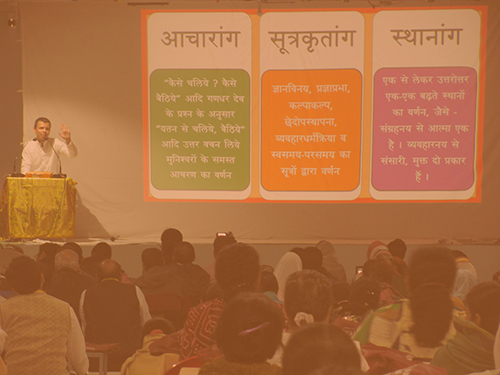 आचारांग
"कैसे चलिये ? कैसे
बैठिये" आदि गणधर देव
के प्रश्न के अनुसार
"यतन से चलिये, बैठिये"
आदि उत्तर वचन लिये
मुनिश्वरों के समस्त
आचरण का वर्णन
सूत्रकृतांग
ज्ञानविनय, प्रज्ञाप्रभा,
कल्पाकल्प,
छेदोपस्थापना,
व्यवहारधर्मक्रिया व
स्वसमय-परसमय का
सूत्रों द्वारा वर्णन
स्थानांग
एक से लेकर उत्तरोत्तर
एक-एक बढ़ते स्थानों
का वर्णन, जैसे -
संग्रहनय से आत्मा एक
है । व्यवहारनय से
संसारी, मुक्त दो प्रकार
हैं ।